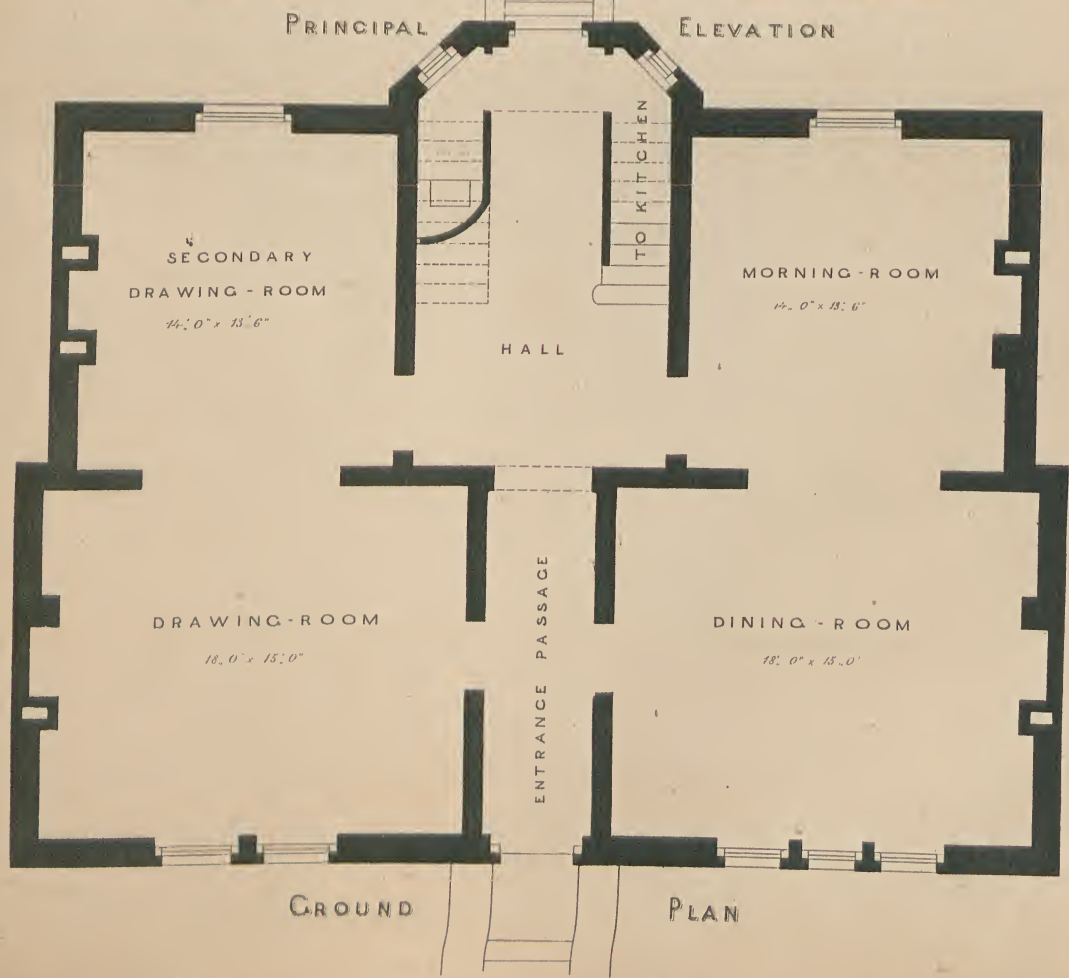 PRINCIPAL ELEVATION
TO KITCHEN
SECONDARY
DRAWING-ROOM
14.'0" x 13.'6"
MORNING-ROOM
14.. 0" x 13.'6"
HALL
ENTRANCE PASSAGE
DRAWING-ROOM
18.. 0' x 15.'0"
DINING-ROOM
18'. 0" x 15..0'
GROUND PLAN